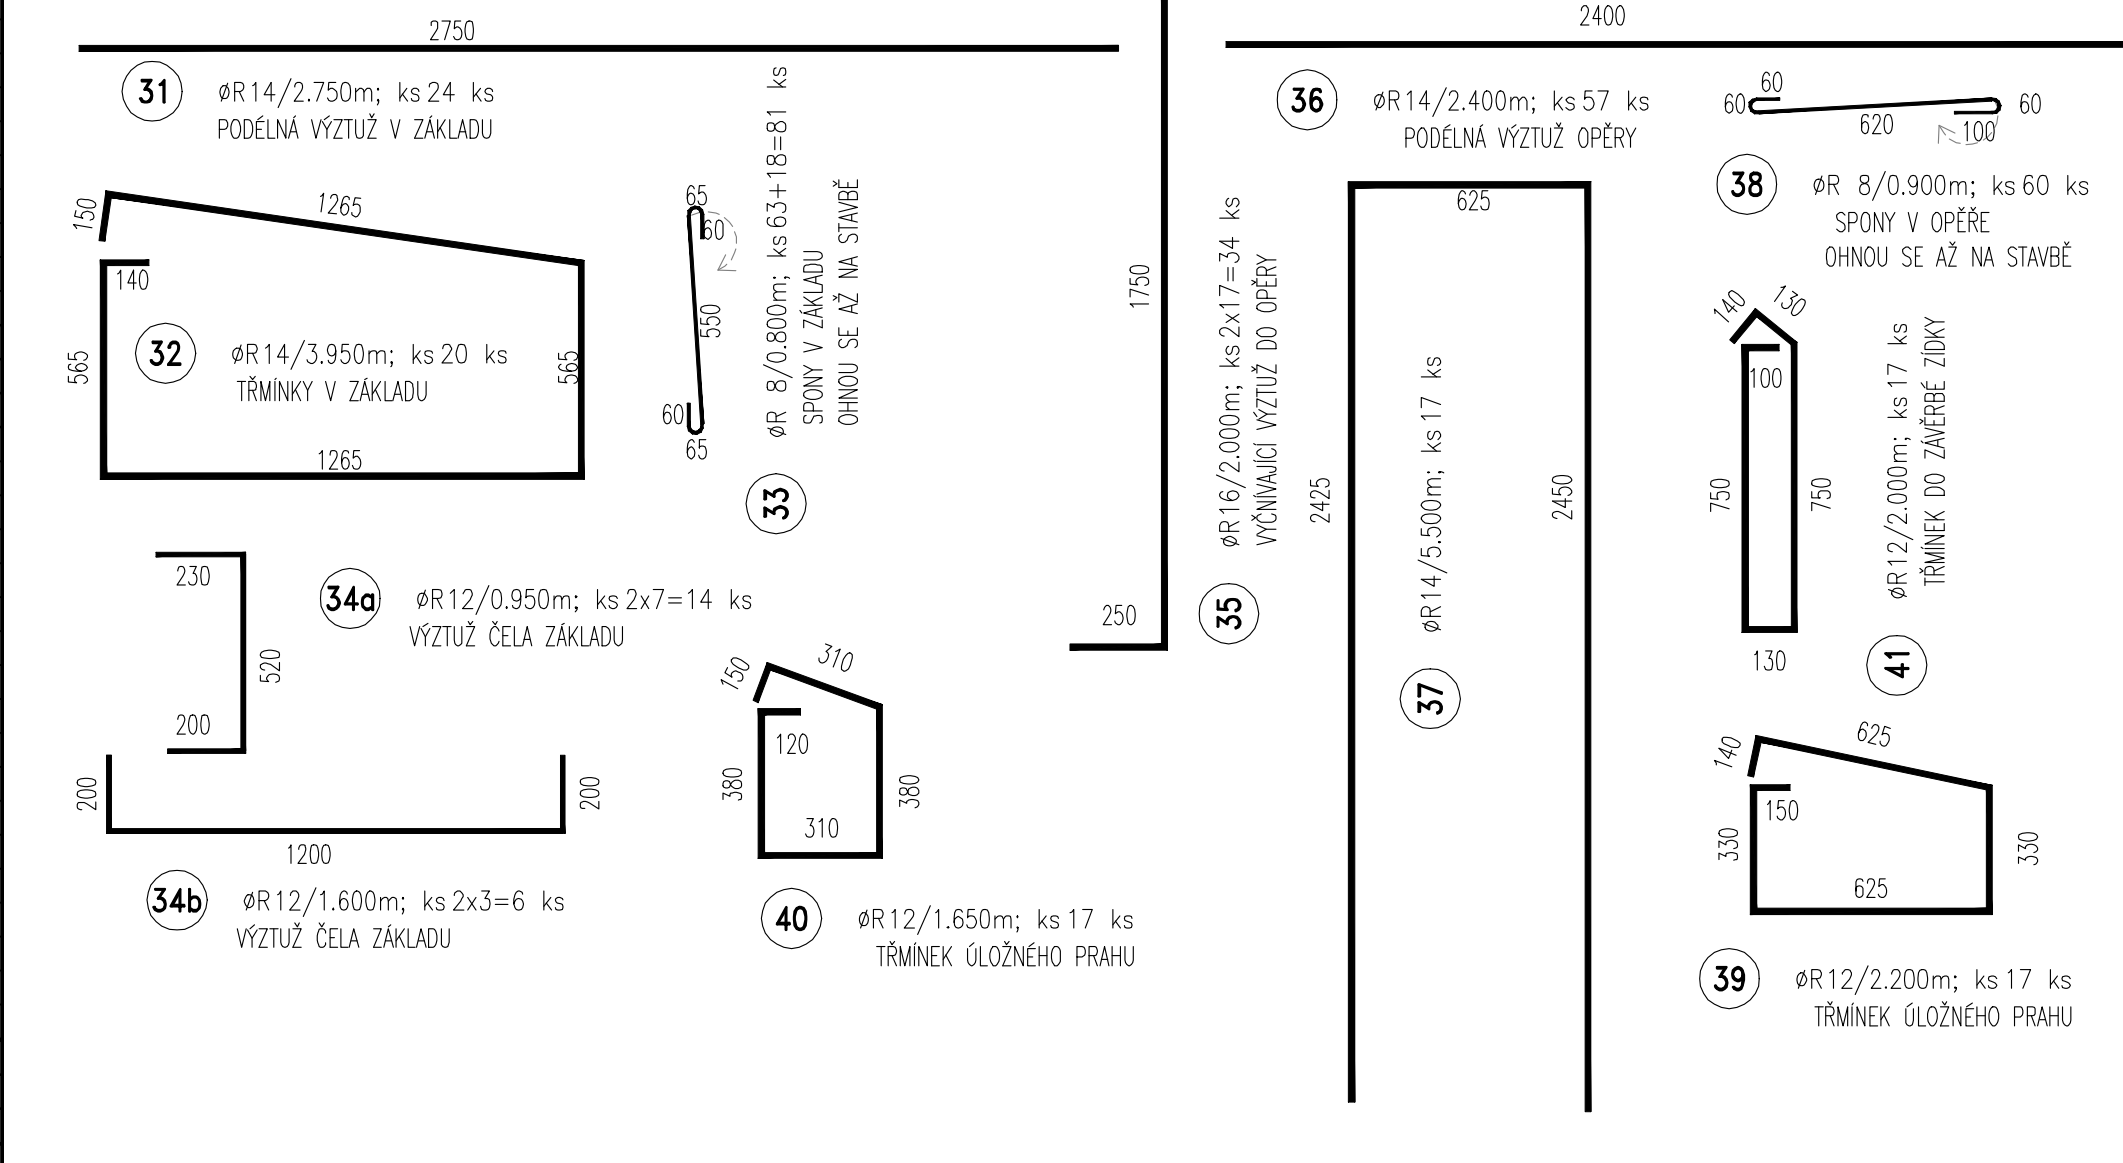 2750
31
øR14/2.750m; ks 24 ks
PODÉLNÁ VÝZTUŽ V ZÁKLADU
150
1265
140
565
32
øR14/3.950m; ks 20 ks
TŘMÍNKY V ZÁKLADU
565
1265
65
60
550
60
65
øR 8/0.800m; ks 63+18=81 ks
SPONY V ZÁKLADU
OHNOU SE AŽ NA STAVBĚ
33
230
520
200
34a
øR12/0.950m; ks 2x7=14 ks
VÝZTUŽ ČELA ZÁKLADU
200
200
1200
34b
øR12/1.600m; ks 2x3=6 ks
VÝZTUŽ ČELA ZÁKLADU
150
310
120
380
380
310
40
øR12/1.650m; ks 17 ks
TŘMÍNEK ÚLOŽNÉHO PRAHU
1750
250
øR16/2.000m; ks 2x17=34 ks
VYČNÍVAJÍCÍ VÝZTUŽ DO OPĚRY
35
2400
36
øR14/2.400m; ks 57 ks
PODÉLNÁ VÝZTUŽ OPĚRY
625
2425
2450
øR14/5.500m; ks 17 ks
37
60
60
60
620
100
38
øR 8/0.900m; ks 60 ks
SPONY V OPĚŘE
OHNOU SE AŽ NA STAVBĚ
140
130
100
750
750
130
øR12/2.000m; ks 17 ks
TŘMÍNEK DO ZÁVĚRBÉ ZÍDKY
41
140
625
150
330
330
625
39
øR12/2.200m; ks 17 ks
TŘMÍNEK ÚLOŽNÉHO PRAHU